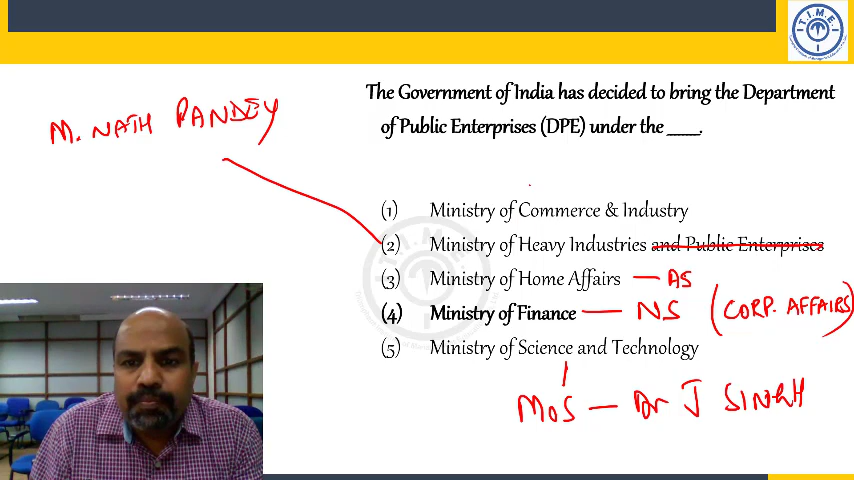 T.I.M.E.
The Government of India has decided to bring the Department
of Public Enterprises (DPE) under the _____.
M. NATH PANDEY
(1) Ministry of Commerce & Industry
(2) Ministry of Heavy Industries and Public Enterprises
(3) Ministry of Home Affairs — AS
(4) Ministry of Finance — NS (CORP. AFFAIRS)
(5) Ministry of Science and Technology
MOS — Dr J SINGH